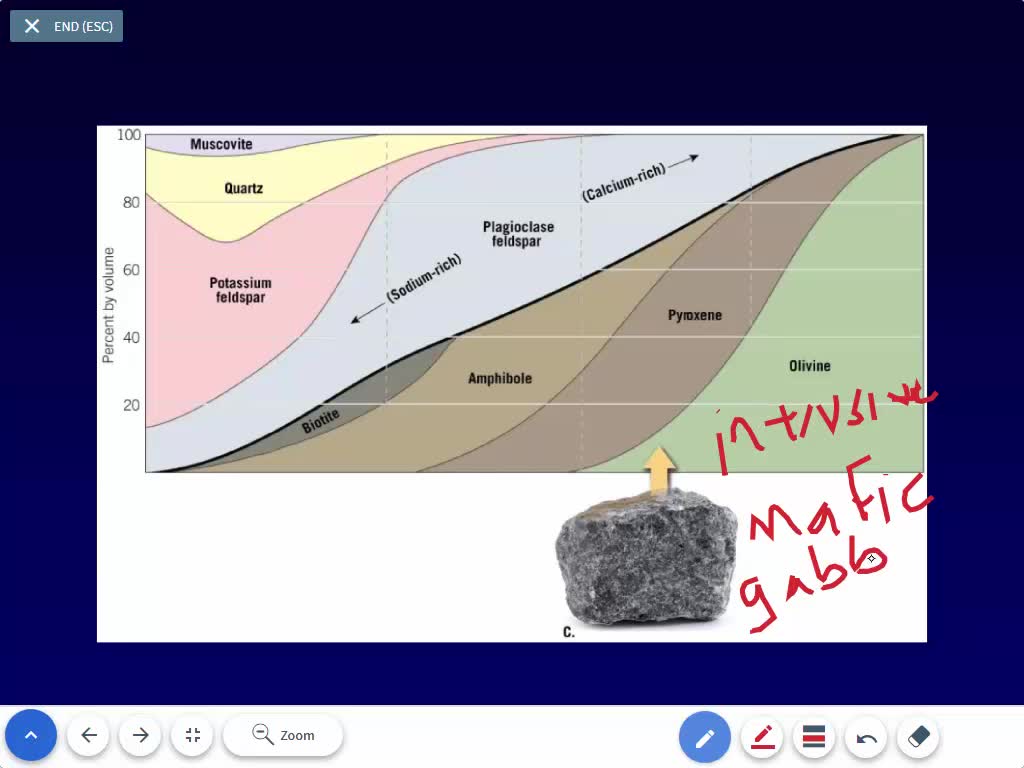 END (ESC)
100
80
60
40
20
Percent by volume
Muscovite
Quartz
Potassium
feldspar
(Sodium-rich)
Plagioclase
feldspar
(Calcium-rich)
Biotite
Amphibole
Pyroxene
Olivine
intrusive
Mafic
gabb
C.
Zoom